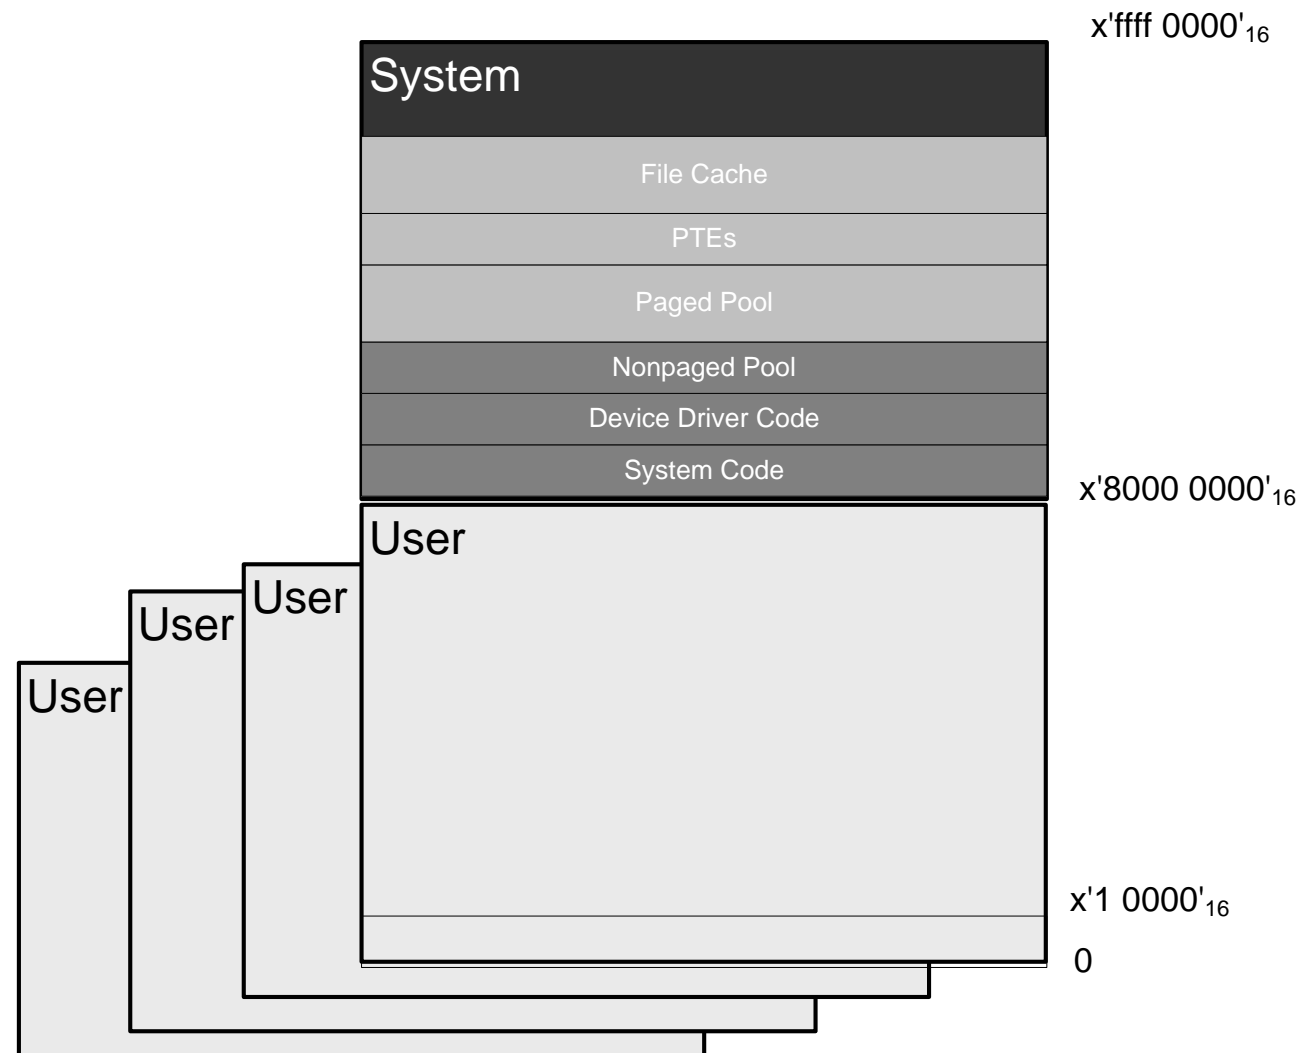 x'ffff 0000'16
System
File Cache
PTEs
Paged Pool
Nonpaged Pool
Device Driver Code
System Code
x'8000 0000'16
User
User
User
User
x'1 0000'16
0